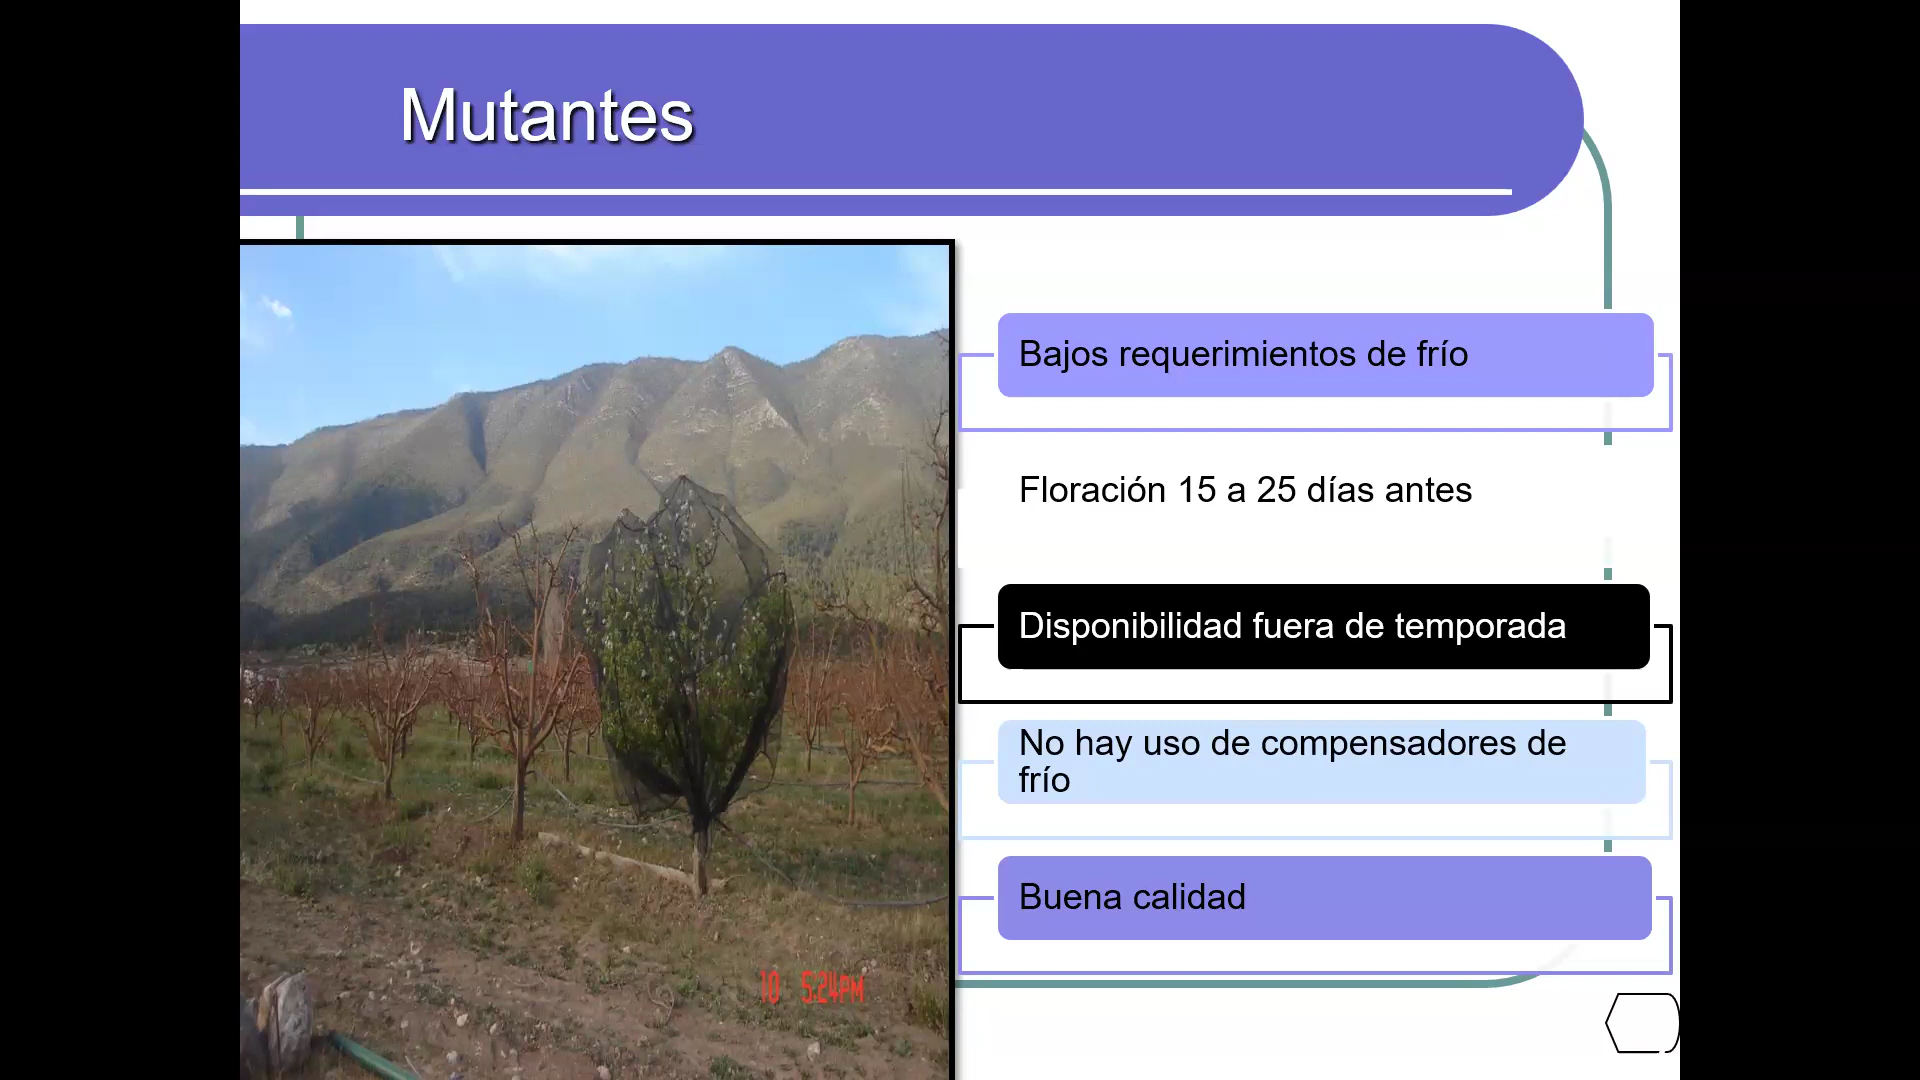 Mutantes
Bajos requerimientos de frío
Floración 15 a 25 días antes
Disponibilidad fuera de temporada
No hay uso de compensadores de
frío
Buena calidad
10 5:24PM